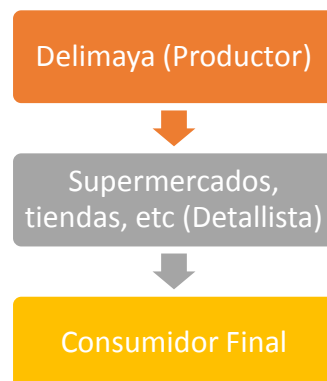 Delimaya (Productor)
Supermercados,
tiendas, etc (Detallista)
Consumidor Final